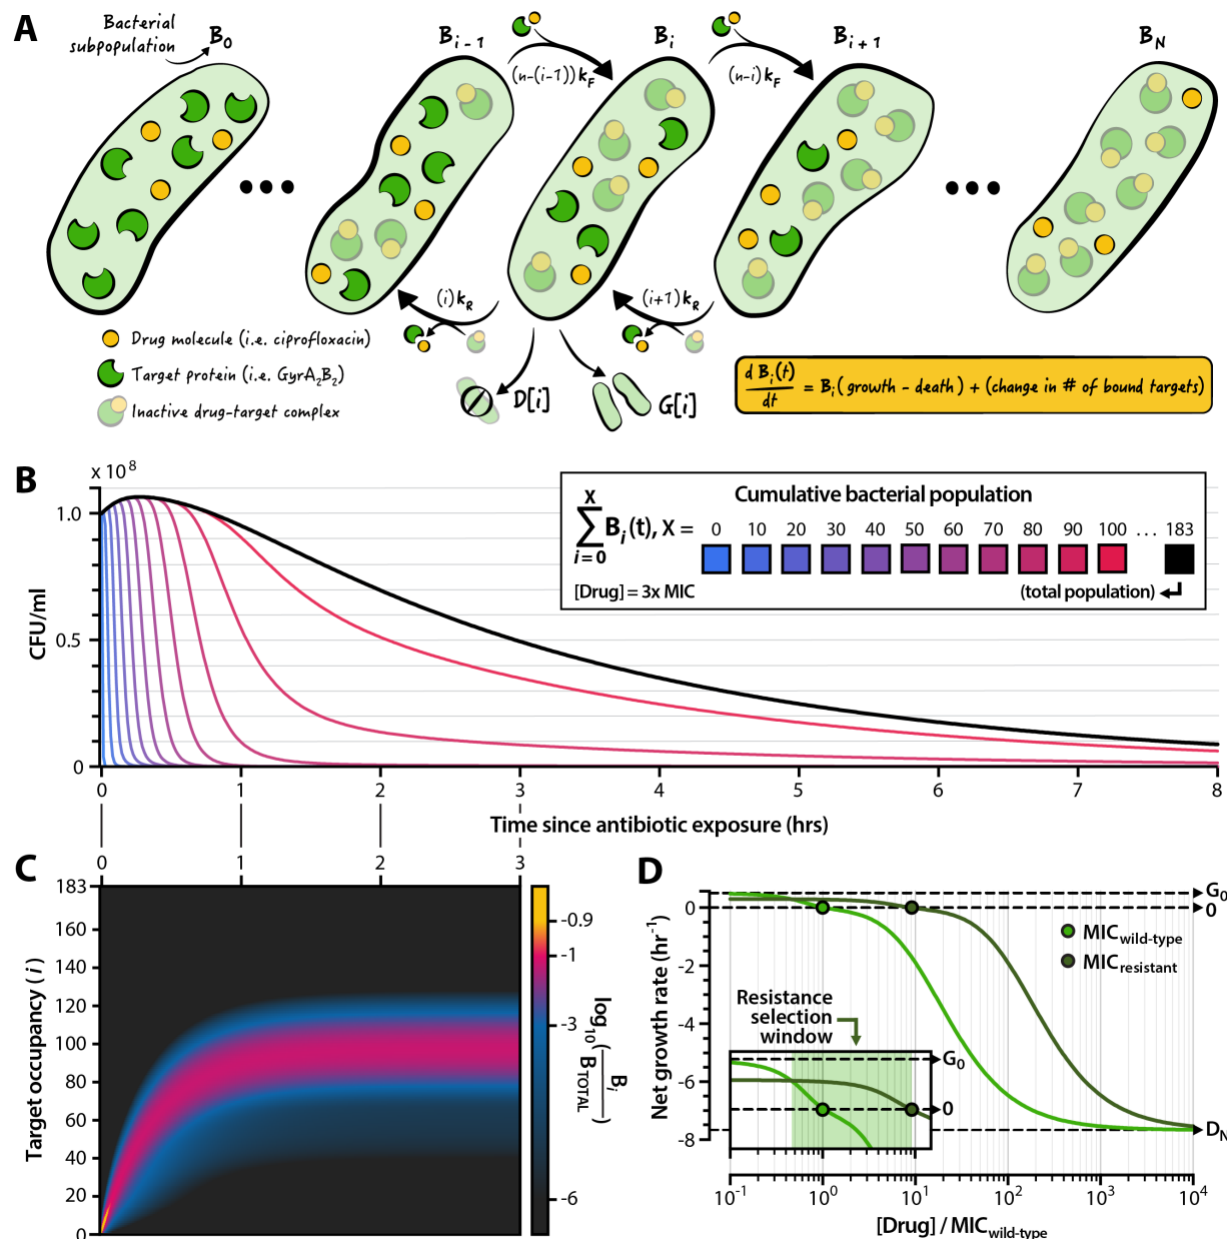 A
Bacterial
subpopulation
B0
Bi-1
Bi
Bi+1
BN
(n-(i-1))kF
(n-i)kF
(i)kR
(i+1)kR
Drug molecule (i.e. ciprofloxacin)
Target protein (i.e. GyrA2B2)
Inactive drug-target complex
D[i]
G[i]
d Bi(t)
dt
= Bi(growth - death) + (change in # of bound targets)
B
x 10^8
1.0
0.5
0
CFU/ml
X
∑ Bi(t), X =
i = 0
Cumulative bacterial population
0 10 20 30 40 50 60 70 80 90 100 ... 183
[Drug] = 3x MIC
(total population)
0 1 2 3 4 5 6 7 8
Time since antibiotic exposure (hrs)
C
0 1 2 3
183
160
140
120
100
80
60
40
20
0
Target occupancy (i)
-0.9
-1
-3
-6
log10 (Bi / BTOTAL)
D
G0
0
DN
0
-2
-4
-6
-8
Net growth rate (hr-1)
MICwild-type
MICresistant
Resistance
selection
window
G0
0
10^-1 10^0 10^1 10^2 10^3 10^4
[Drug] / MICwild-type